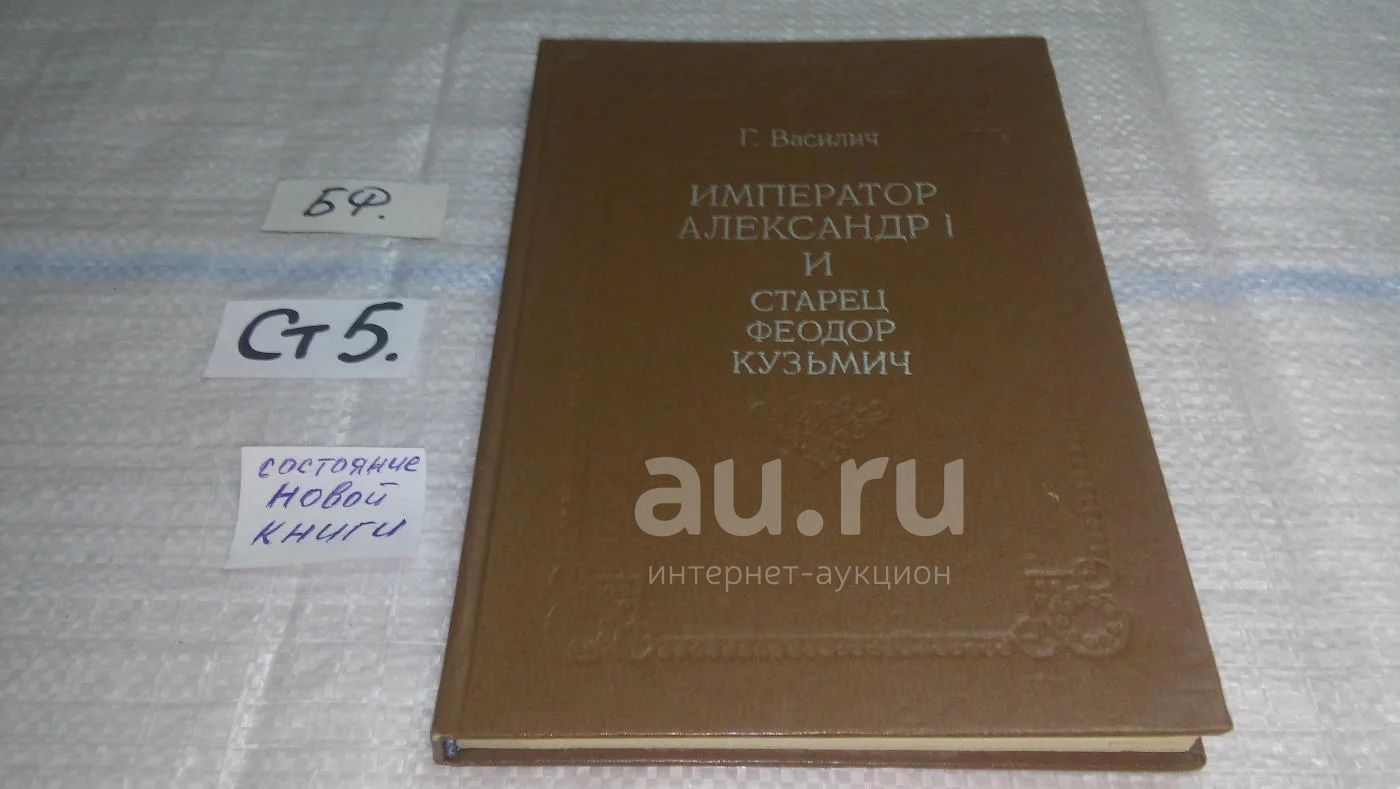 Г. Василич
ИМПЕРАТОР
АЛЕКСАНДР I
И
СТАРЕЦ
ФЕОДОР
КУЗЬМИЧ
БФ.
Ст 5.
состояние
новой
книги
au.ru
интернет-аукцион